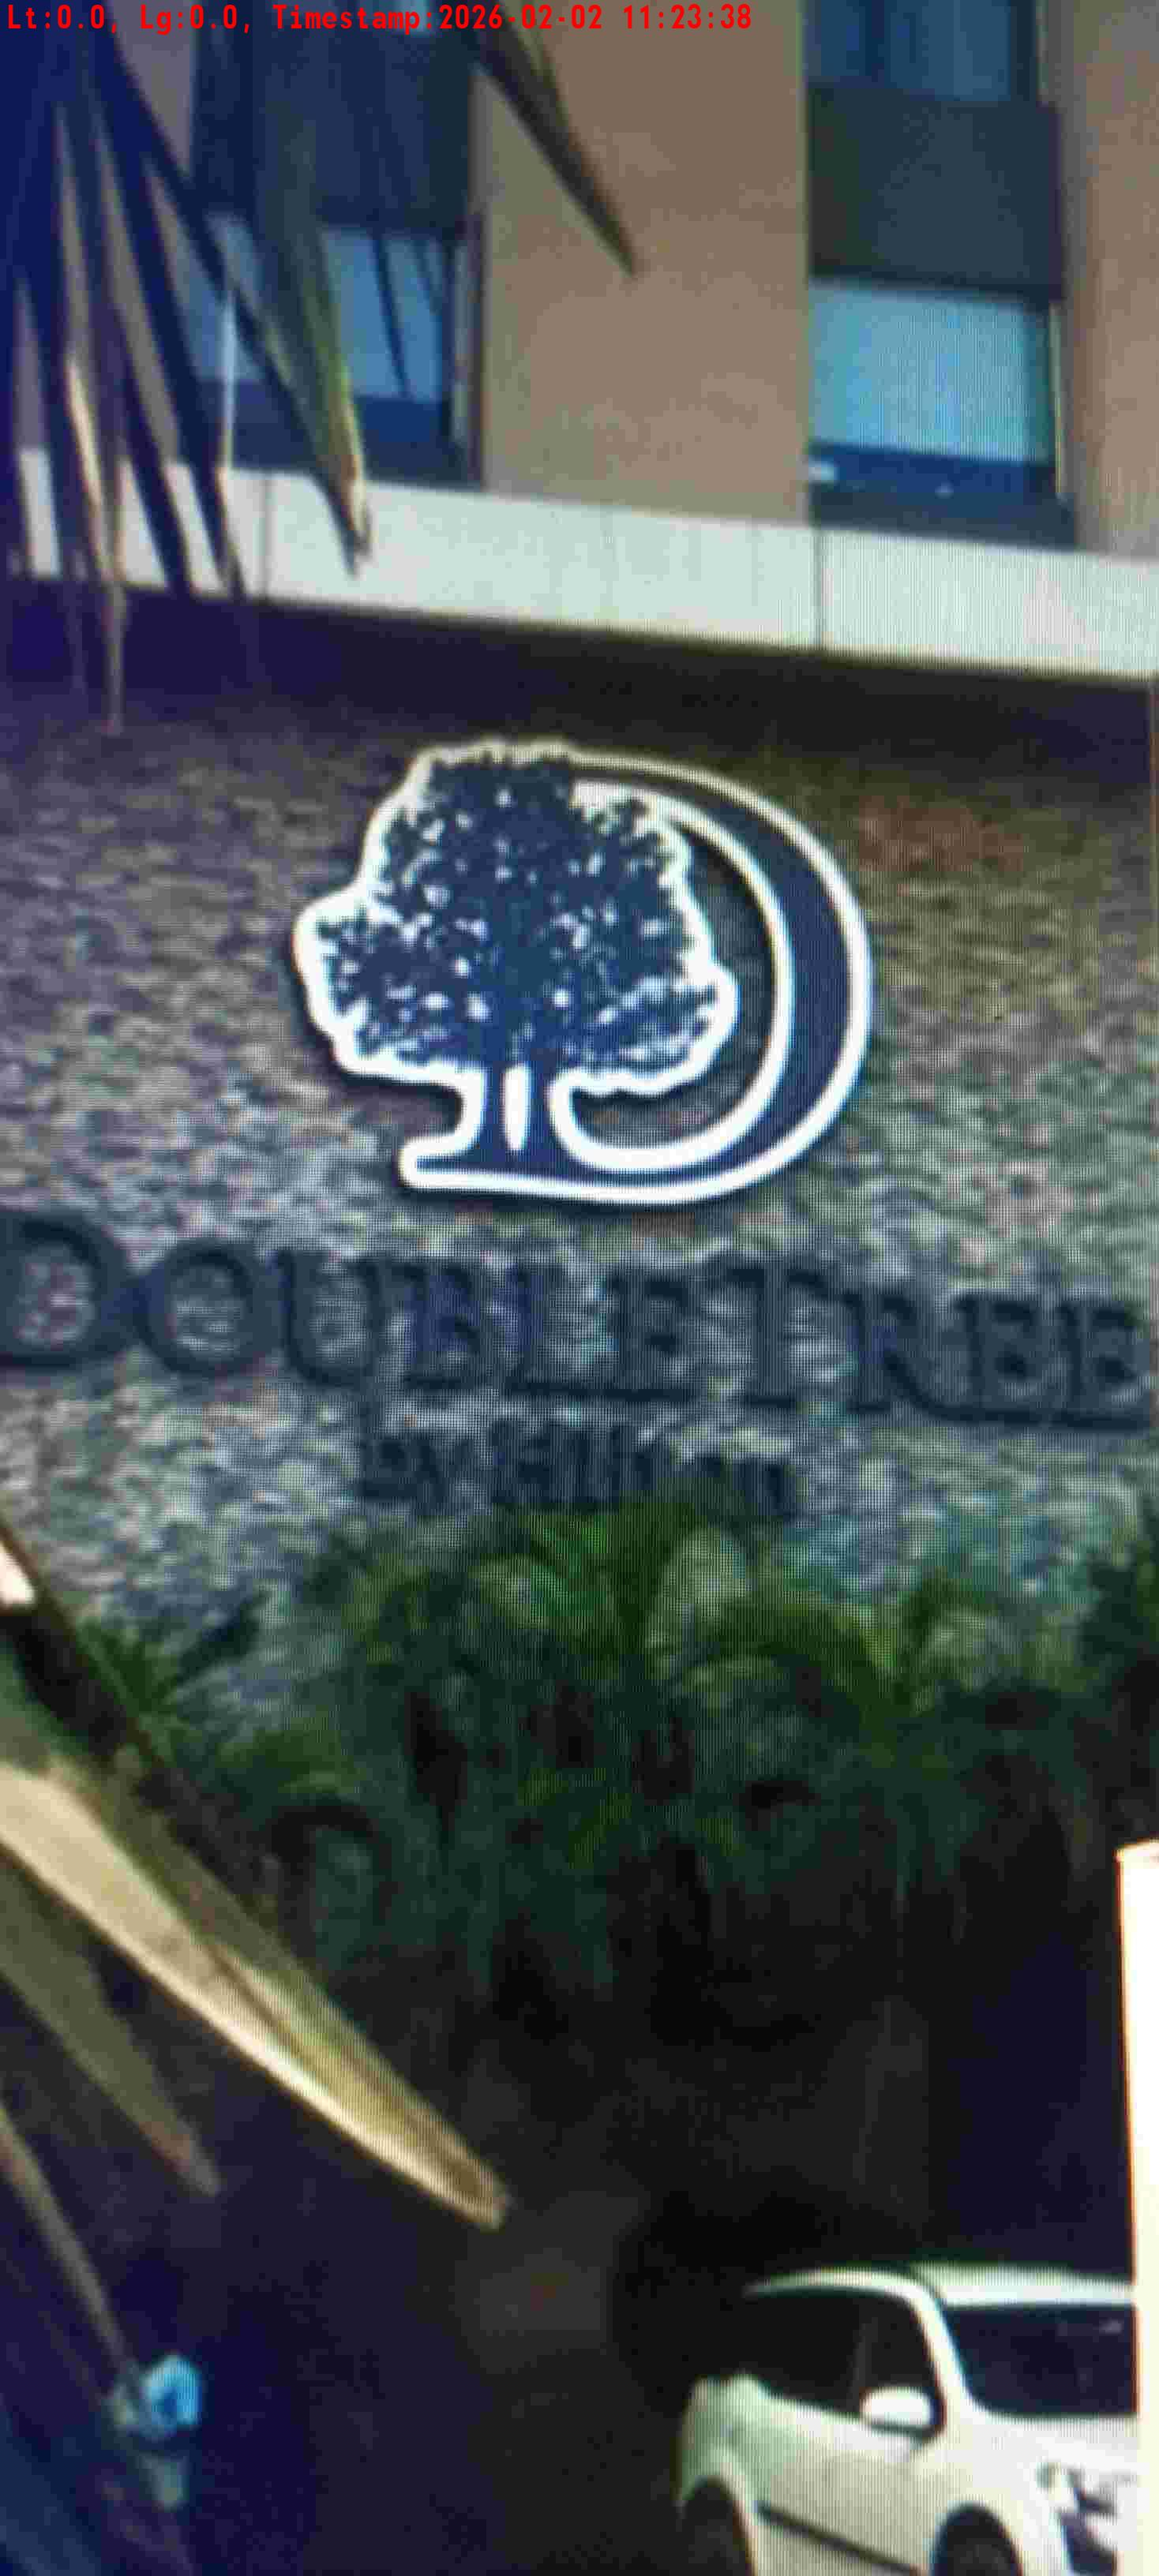 Lt:0.0, Lg:0.0, Timestamp:2026-02-02 11:23:38
DOUBLETREE
by Hilton